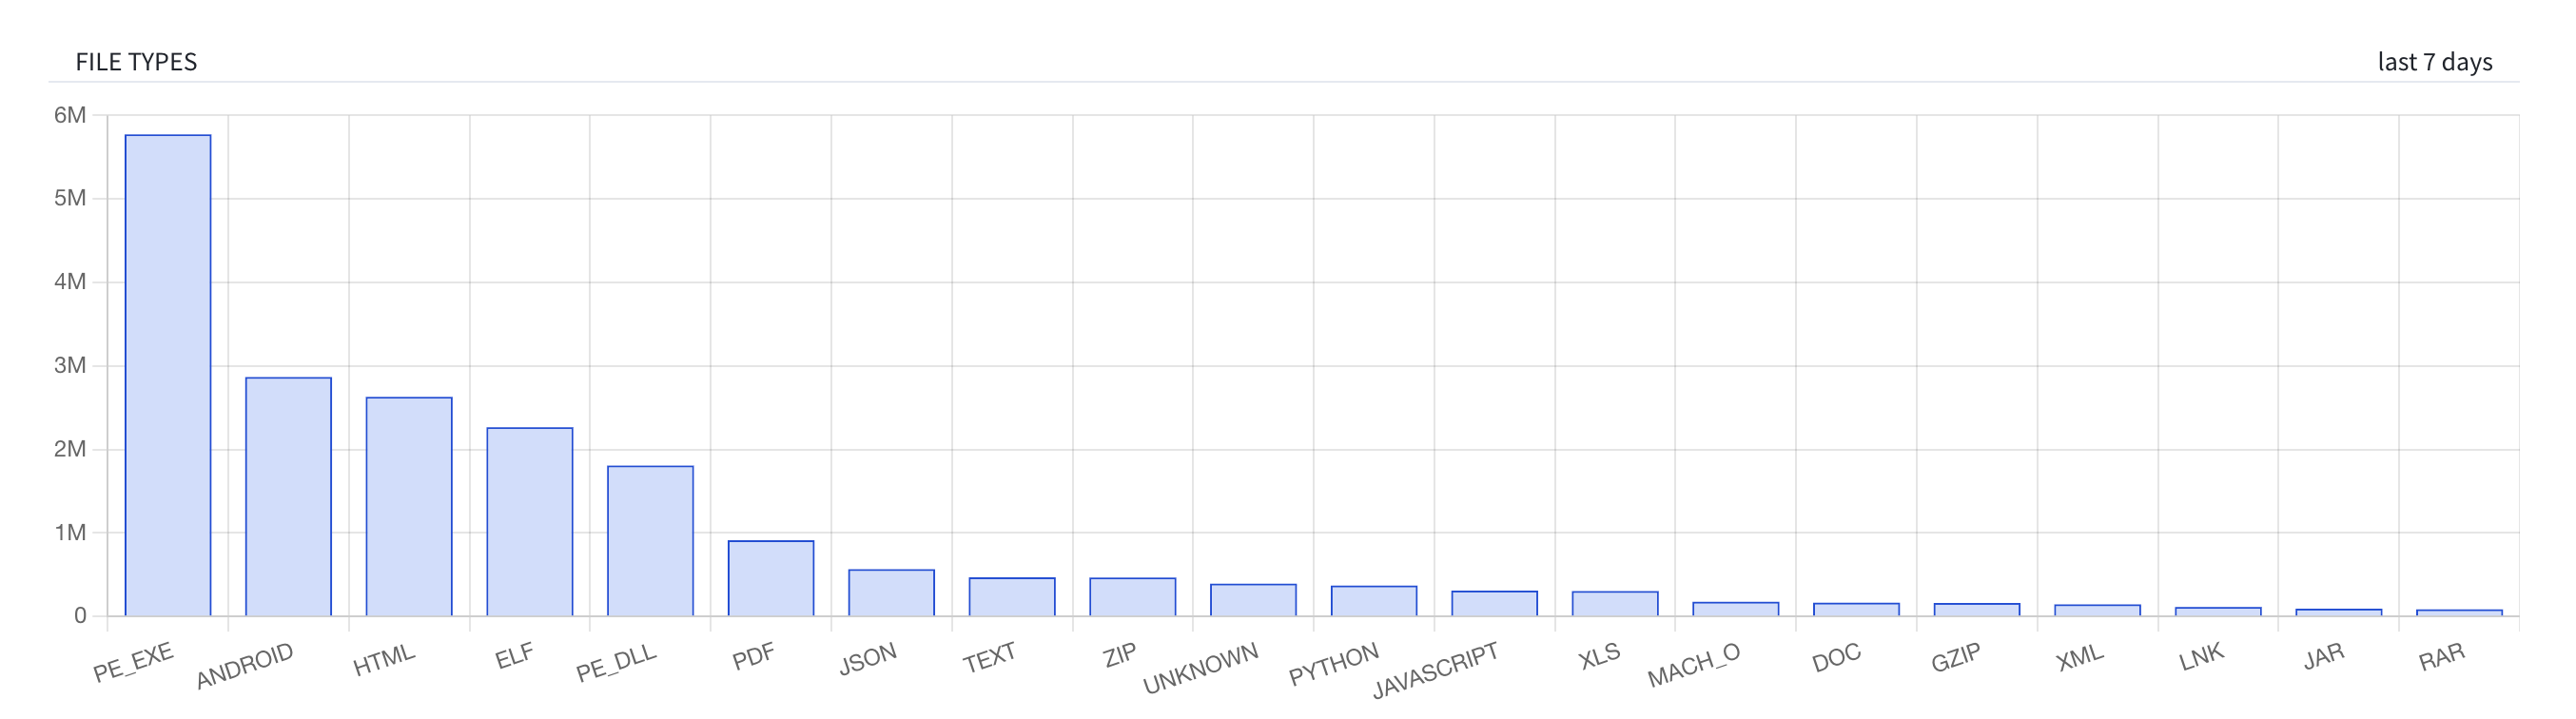 FILE TYPES
last 7 days
6M
5M
4M
3M
2M
1M
0
PE_EXE
ANDROID
HTML
ELF
PE_DLL
PDF
JSON
TEXT
ZIP
UNKNOWN
PYTHON
JAVASCRIPT
XLS
MACH_O
DOC
GZIP
XML
LNK
JAR
RAR